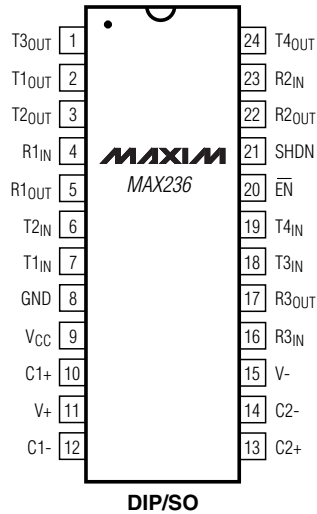 T3OUT 1
T1OUT 2
T2OUT 3
R1IN 4
R1OUT 5
T2IN 6
T1IN 7
GND 8
VCC 9
C1+ 10
V+ 11
C1- 12
MAXIM
MAX236
24 T4OUT
23 R2IN
22 R2OUT
21 SHDN
20 E̅N̅
19 T4IN
18 T3IN
17 R3OUT
16 R3IN
15 V-
14 C2-
13 C2+
DIP/SO